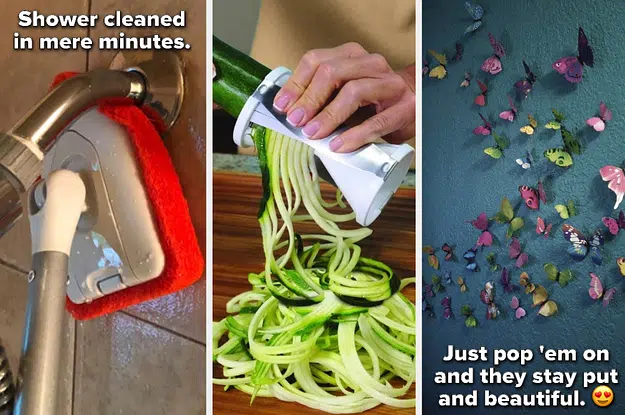 Shower cleaned
in mere minutes.
Just pop 'em on
and they stay put
and beautiful. 😍